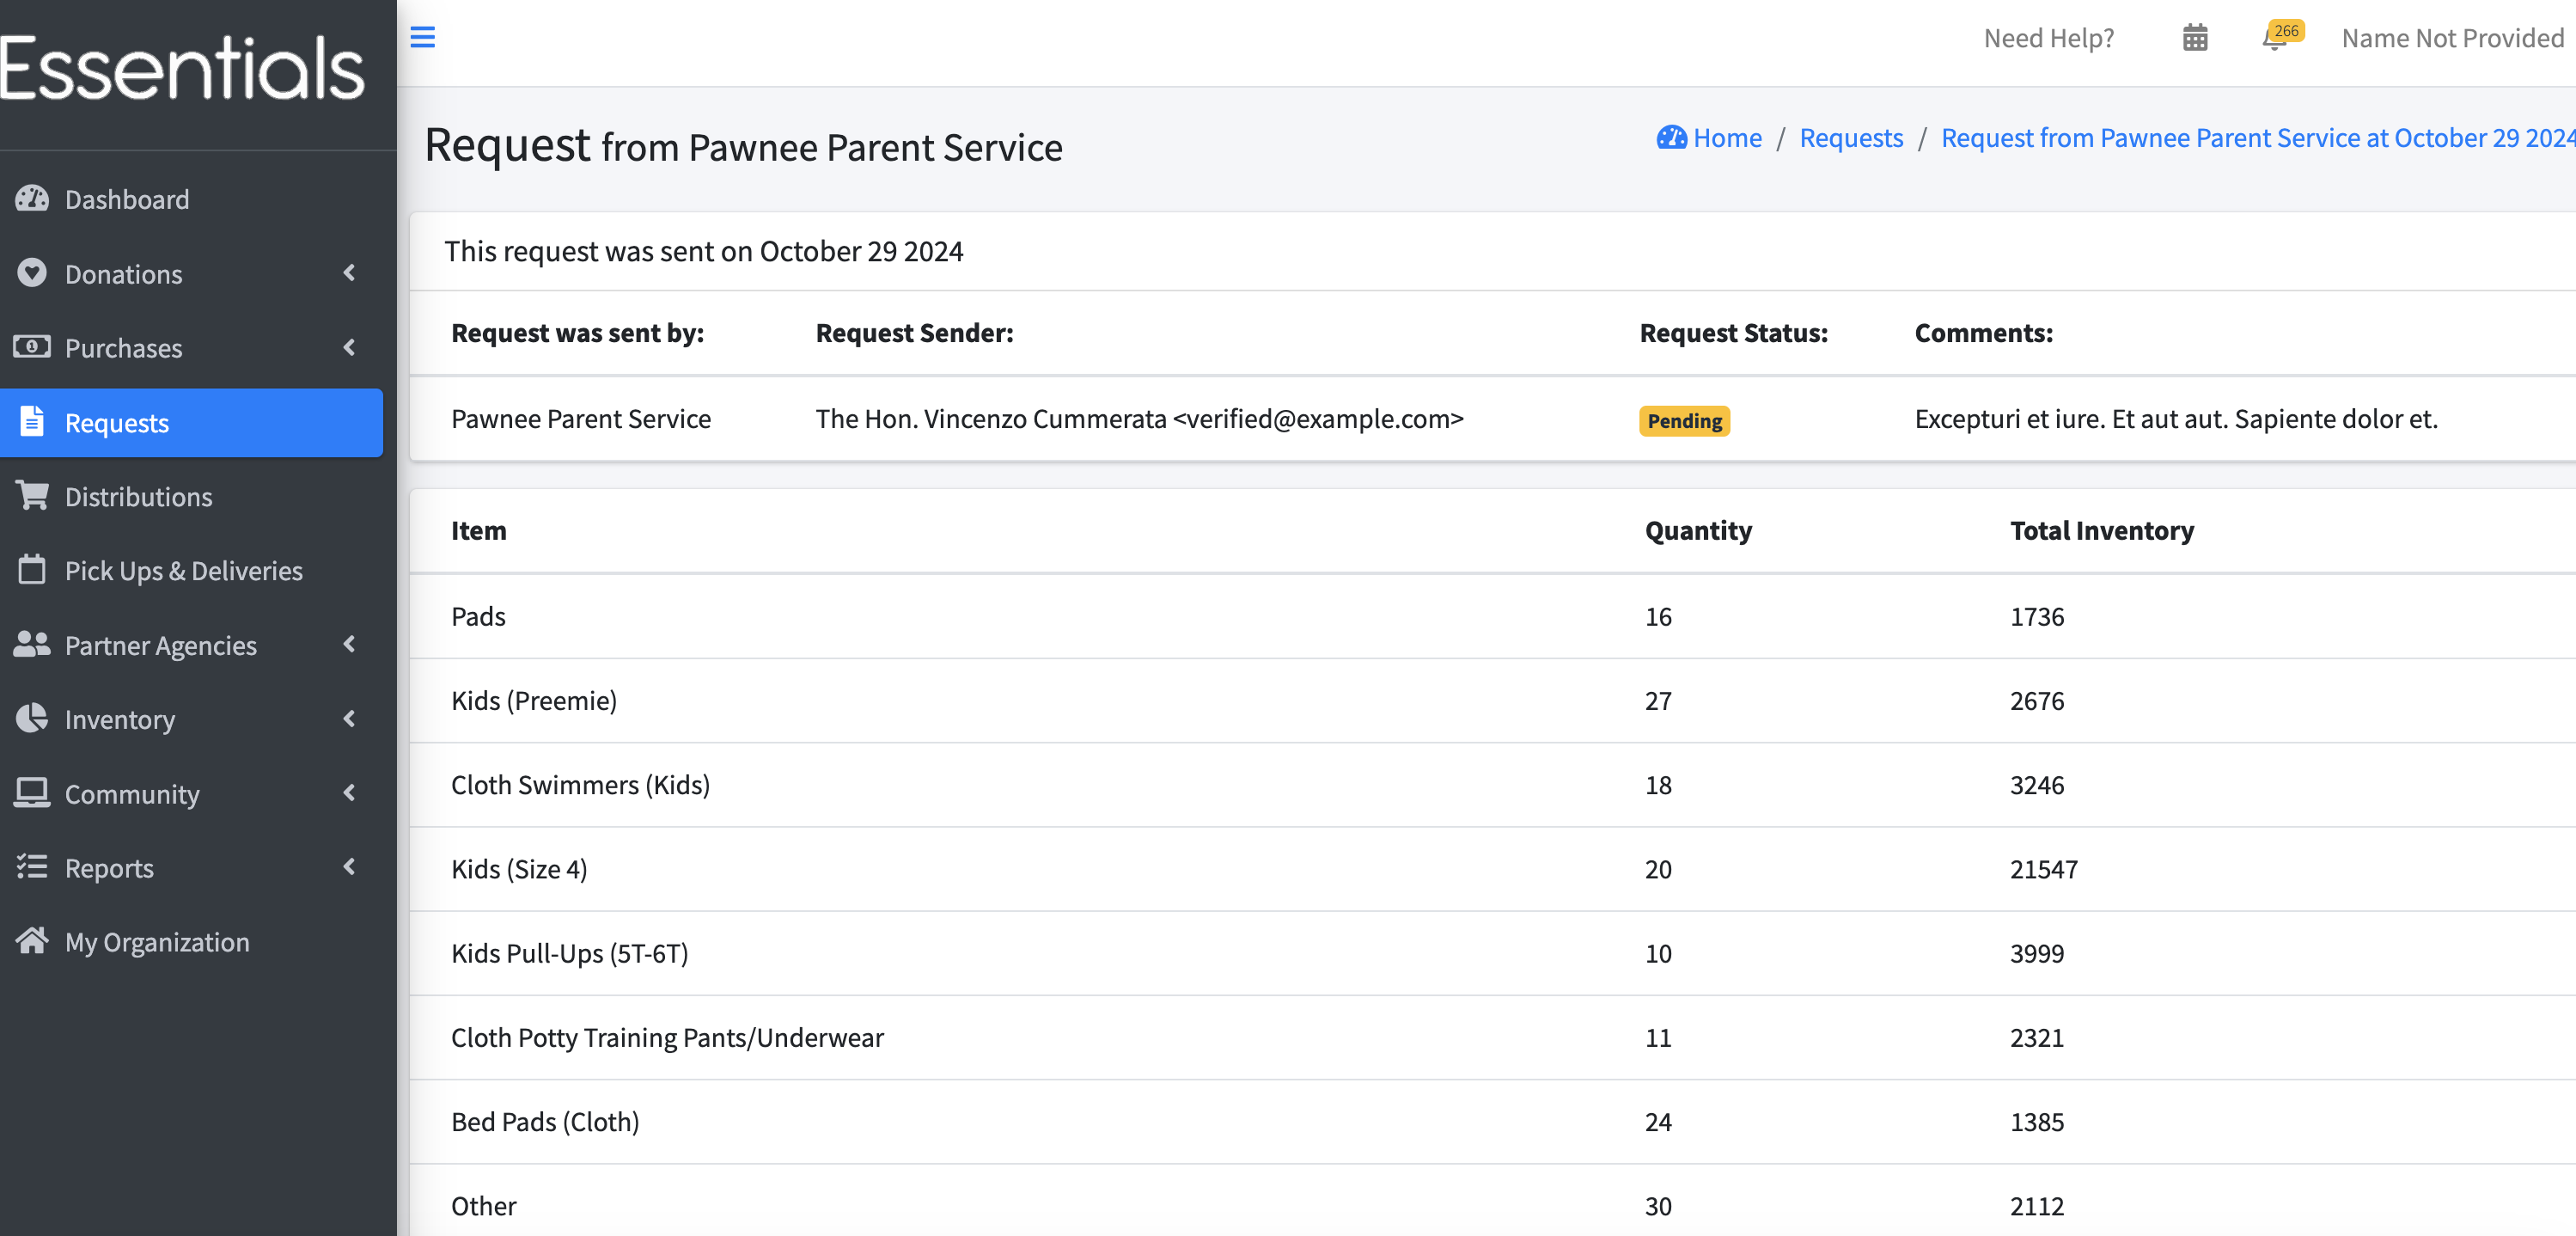 Essentials
Need Help?
266
Name Not Provided
Request from Pawnee Parent Service
Home / Requests / Request from Pawnee Parent Service at October 29 2024
Dashboard
Donations
Purchases
Requests
Distributions
Pick Ups & Deliveries
Partner Agencies
Inventory
Community
Reports
My Organization
This request was sent on October 29 2024
Request was sent by: Request Sender: Request Status: Comments:
Pawnee Parent Service The Hon. Vincenzo Cummerata <verified@example.com> Pending Excepturi et iure. Et aut aut. Sapiente dolor et.
Item Quantity Total Inventory
Pads 16 1736
Kids (Preemie) 27 2676
Cloth Swimmers (Kids) 18 3246
Kids (Size 4) 20 21547
Kids Pull-Ups (5T-6T) 10 3999
Cloth Potty Training Pants/Underwear 11 2321
Bed Pads (Cloth) 24 1385
Other 30 2112